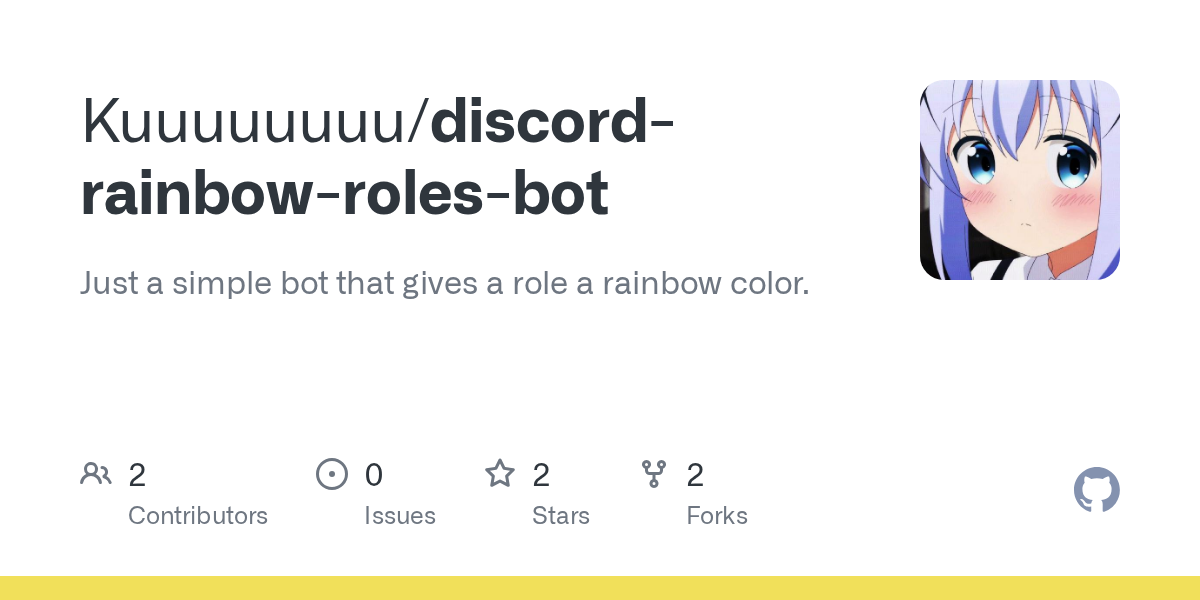 Kuuuuuuuu/discord-
rainbow-roles-bot
Just a simple bot that gives a role a rainbow color.
2 0 2 2
Contributors Issues Stars Forks